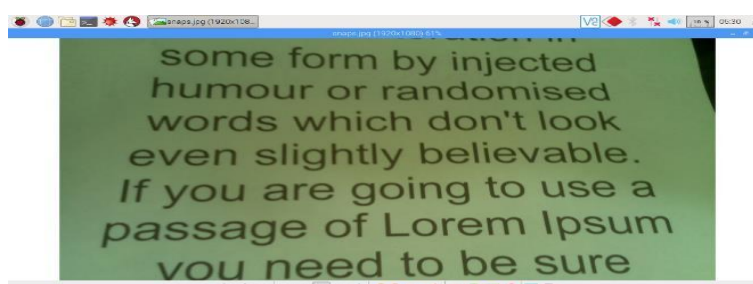 snaps.jpg (1920x108...
05:30
snaps.jpg (1920x1080) 61%
some form by injected
humour or randomised
words which don't look
even slightly believable.
If you are going to use a
passage of Lorem Ipsum
you need to be sure